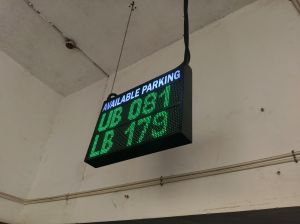 AVAILABLE PARKING
UB 081
LB 179